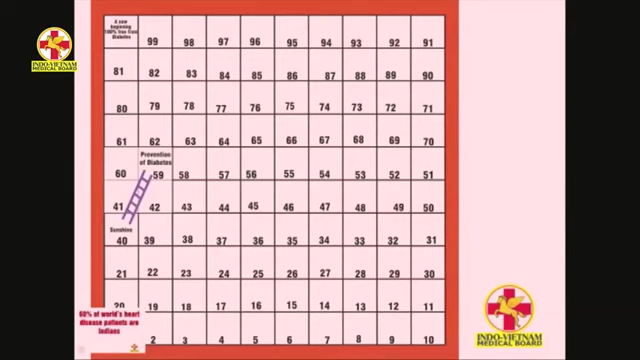 A new
beginning
100% free from
Diabetes
99 98 97 96 95 94 93 92 91
INDO-VIETNAM
MEDICAL BOARD
81 82 83 84 85 86 87 88 89 90
80 79 78 77 76 75 74 73 72 71
61 62 63 64 65 66 67 68 69 70
Prevention
of Diabetes
60 59 58 57 56 55 54 53 52 51
41 42 43 44 45 46 47 48 49 50
Sunshine
40 39 38 37 36 35 34 33 32 31
21 22 23 24 25 26 27 28 29 30
20 19 18 17 16 15 14 13 12 11
60% of world's heart
disease patients are
Indians
2 3 4 5 6 7 8 9 10
INDO-VIETNAM
MEDICAL BOARD